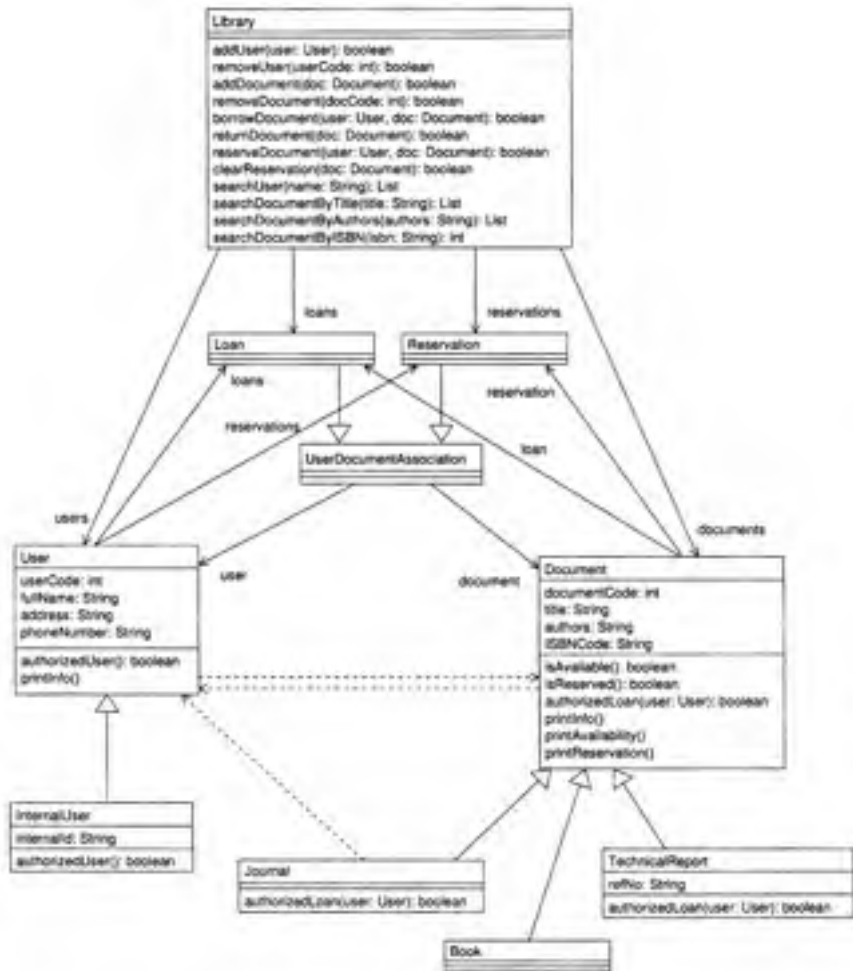 Library
addUser(user: User): boolean
removeUser(userCode: int): boolean
addDocument(doc: Document): boolean
removeDocument(docCode: int): boolean
borrowDocument(user: User, doc: Document): boolean
returnDocument(doc: Document): boolean
reserveDocument(user: User, doc: Document): boolean
clearReservation(doc: Document): boolean
searchUser(name: String): List
searchDocumentByTitle(title: String): List
searchDocumentByAuthors(authors: String): List
searchDocumentByISBN(isbn: String): int
loans
reservations
Loan
Reservation
loans
reservation
reservations
loan
UserDocumentAssociation
users
documents
User
userCode: int
fullName: String
address: String
phoneNumber: String
authorizedUser(): boolean
printInfo()
user
document
Document
documentCode: int
title: String
authors: String
ISBNCode: String
isAvailable(): boolean
isReserved(): boolean
authorizedLoan(user: User): boolean
printInfo()
printAvailability()
printReservation()
InternalUser
internalId: String
authorizedUser(): boolean
Journal
authorizedLoan(user: User): boolean
TechnicalReport
refNo: String
authorizedLoan(user: User): boolean
Book